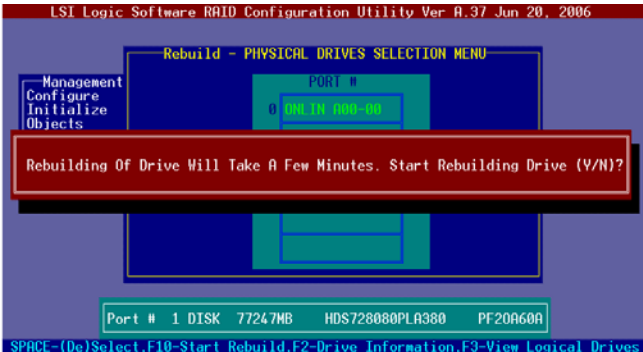 LSI Logic Software RAID Configuration Utility Ver A.37 Jun 20, 2006
Rebuild - PHYSICAL DRIVES SELECTION MENU
Management
Configure
Initialize
Objects
PORT #
0 ONLIN A00-00
Rebuilding Of Drive Will Take A Few Minutes. Start Rebuilding Drive (Y/N)?
Port # 1 DISK 77247MB HDS728080PLA380 PF2OA60A
SPACE-(De)Select,F10-Start Rebuild,F2-Drive Information,F3-View Logical Drives